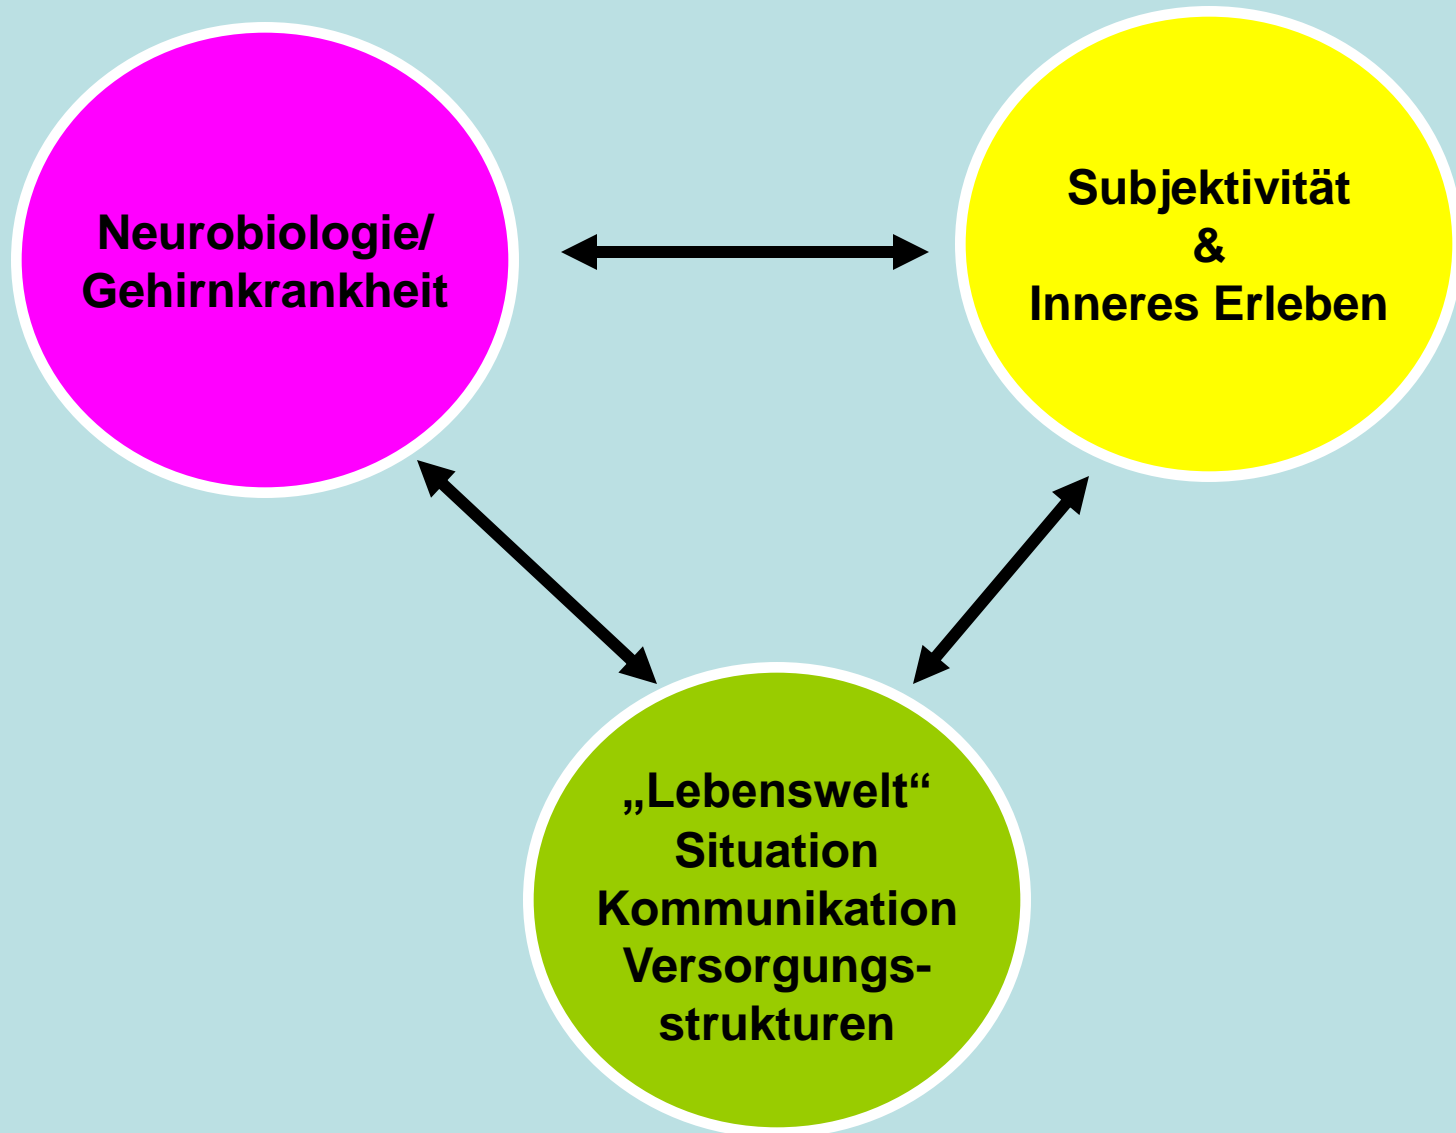 Neurobiologie/
Gehirnkrankheit
Subjektivität
&
Inneres Erleben
„Lebenswelt“
Situation
Kommunikation
Versorgungs-
strukturen